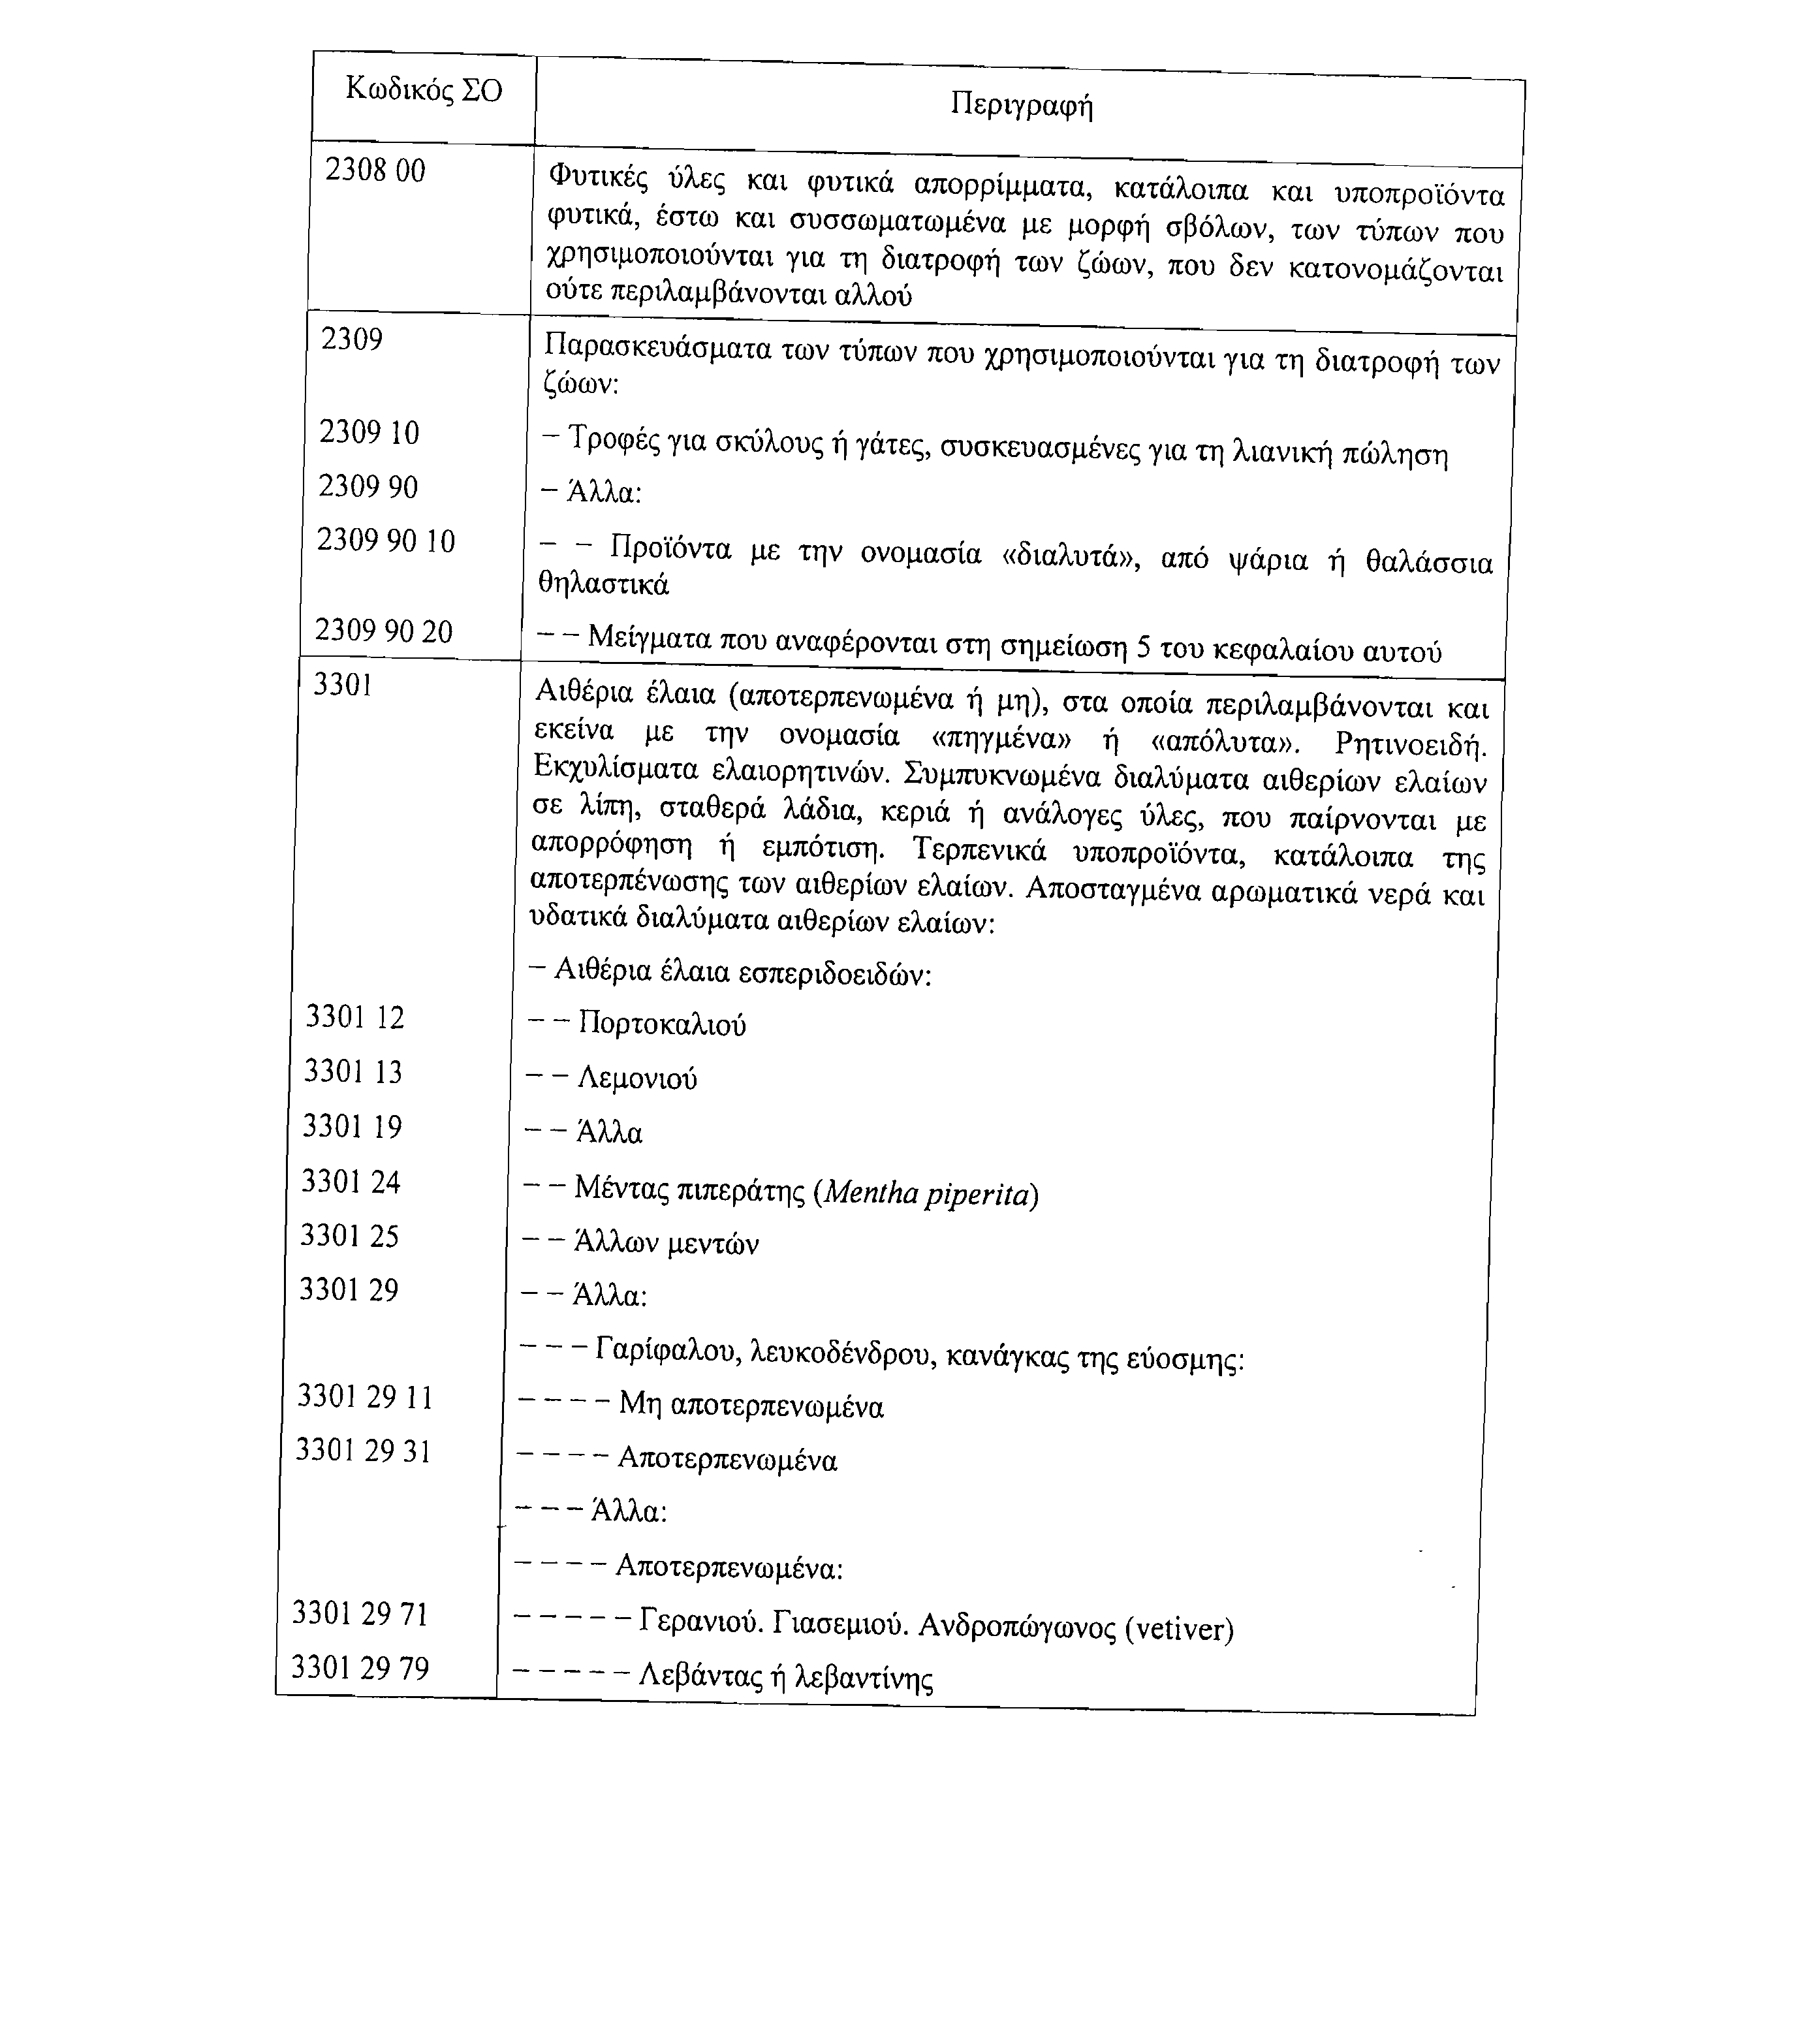 Κωδικός ΣΟ
Περιγραφή
2308 00
Φυτικές ύλες και φυτικά απορρίμματα, κατάλοιπα και υποπροϊόντα
φυτικά, έστω και συσσωματωμένα με μορφή σβόλων, των τύπων που
χρησιμοποιούνται για τη διατροφή των ζώων, που δεν κατονομάζονται
ούτε περιλαμβάνονται αλλού
2309
Παρασκευάσματα των τύπων που χρησιμοποιούνται για τη διατροφή των
ζώων:
2309 10
– Τροφές για σκύλους ή γάτες, συσκευασμένες για τη λιανική πώληση
2309 90
– Άλλα:
2309 90 10
– – Προϊόντα με την ονομασία «διαλυτά», από ψάρια ή θαλάσσια
θηλαστικά
2309 90 20
– – Μείγματα που αναφέρονται στη σημείωση 5 του κεφαλαίου αυτού
3301
Αιθέρια έλαια (αποτερπενωμένα ή μη), στα οποία περιλαμβάνονται και
εκείνα με την ονομασία «πηγμένα» ή «απόλυτα». Ρητινοειδή.
Εκχυλίσματα ελαιορητινών. Συμπυκνωμένα διαλύματα αιθερίων ελαίων
σε λίπη, σταθερά λάδια, κεριά ή ανάλογες ύλες, που παίρνονται με
απορρόφηση ή εμπότιση. Τερπενικά υποπροϊόντα, κατάλοιπα της
αποτερπένωσης των αιθερίων ελαίων. Αποσταγμένα αρωματικά νερά και
υδατικά διαλύματα αιθερίων ελαίων:
– Αιθέρια έλαια εσπεριδοειδών:
3301 12
– – Πορτοκαλιού
3301 13
– – Λεμονιού
3301 19
– – Άλλα
3301 24
– – Μέντας πιπεράτης (Mentha piperita)
3301 25
– – Άλλων μεντών
3301 29
– – Άλλα:
– – – Γαρίφαλου, λευκοδένδρου, κανάγκας της εύοσμης:
3301 29 11
– – – – Μη αποτερπενωμένα
3301 29 31
– – – – Αποτερπενωμένα
– – – Άλλα:
– – – – Αποτερπενωμένα:
3301 29 71
– – – – – Γερανιού. Γιασεμιού. Ανδροπώγωνος (vetiver)
3301 29 79
– – – – – Λεβάντας ή λεβαντίνης